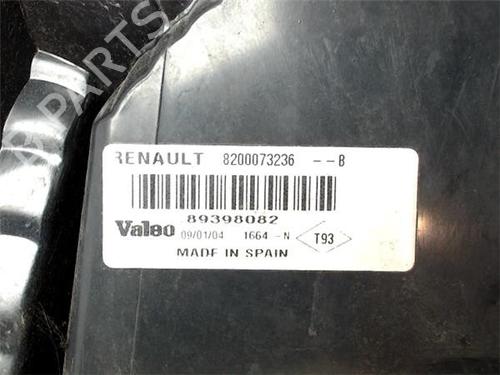 RENAULT 8200073236 --B
89398082
Valeo 09/01/04 1664 -N T93
MADE IN SPAIN
PARTS